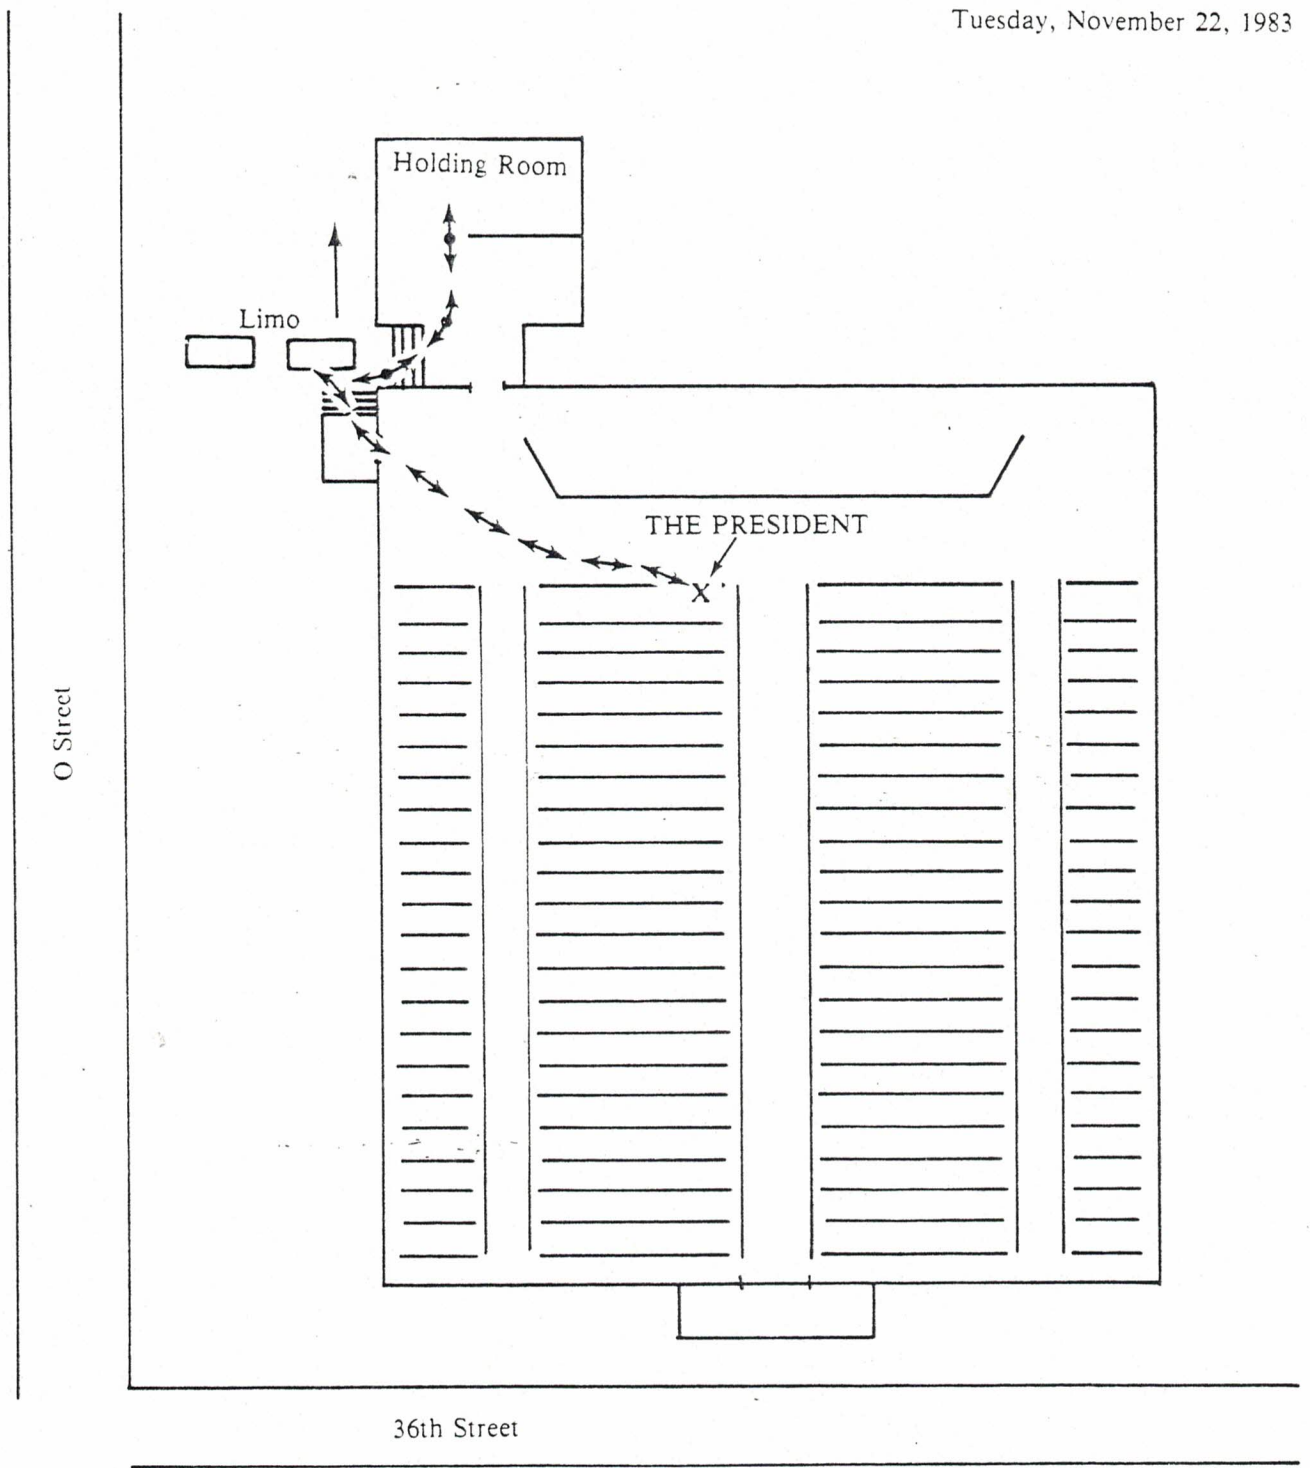 Tuesday, November 22, 1983
Holding Room
Limo
THE PRESIDENT
X
O Street
36th Street